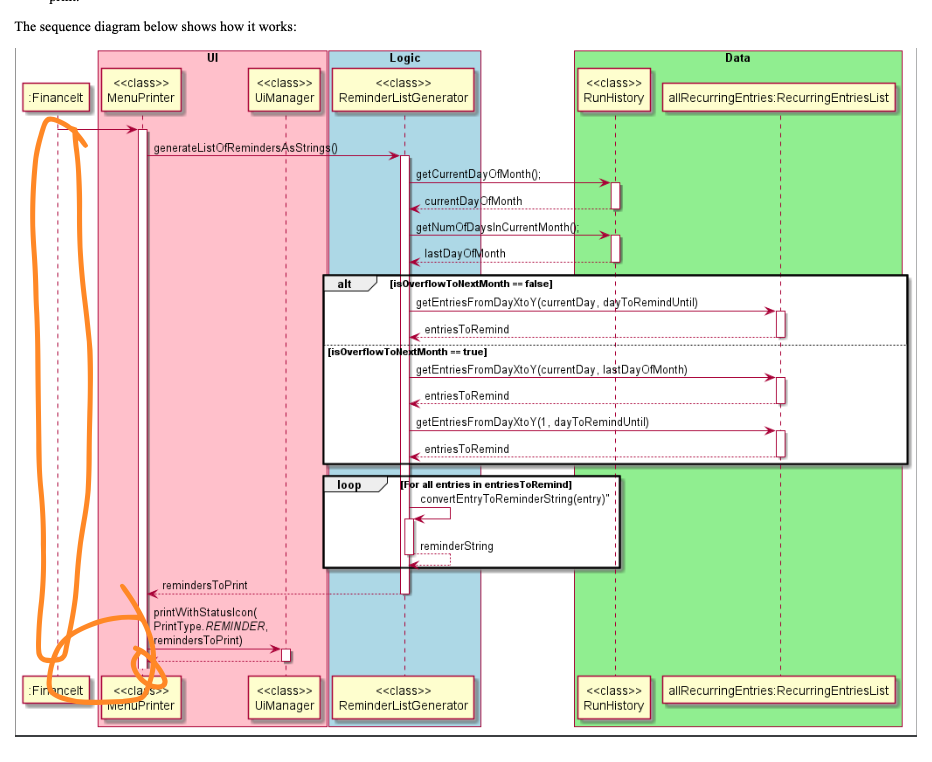 The sequence diagram below shows how it works:
UI
Logic
Data
:FinanceIt
<<class>>
MenuPrinter
<<class>>
UiManager
<<class>>
ReminderListGenerator
<<class>>
RunHistory
allRecurringEntries:RecurringEntriesList
generateListOfRemindersAsStrings()
getCurrentDayOfMonth();
currentDayOfMonth
getNumOfDaysInCurrentMonth();
lastDayOfMonth
alt
[isOverflowToNextMonth == false]
getEntriesFromDayXtoY(currentDay, dayToRemindUntil)
entriesToRemind
[isOverflowToNextMonth == true]
getEntriesFromDayXtoY(currentDay, lastDayOfMonth)
entriesToRemind
getEntriesFromDayXtoY(1, dayToRemindUntil)
entriesToRemind
loop
[For all entries in entriesToRemind]
convertEntryToReminderString(entry)"
reminderString
remindersToPrint
printWithStatusIcon(
PrintType.REMINDER,
remindersToPrint)
:FinanceIt
<<class>>
MenuPrinter
<<class>>
UiManager
<<class>>
ReminderListGenerator
<<class>>
RunHistory
allRecurringEntries:RecurringEntriesList